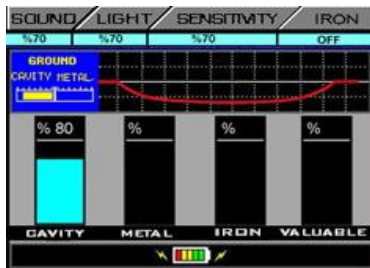 SOUND LIGHT SENSITIVITY IRON
%70 %70 %70 OFF
GROUND
CAVITY METAL
% 80 % % %
CAVITY METAL IRON VALUABLE